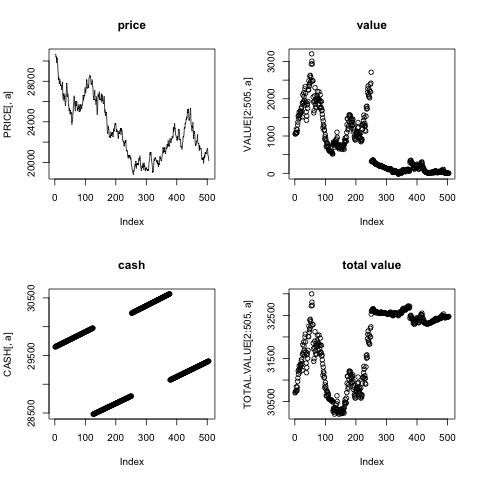 price
PRICE[, a]
20000 24000 28000
0 100 200 300 400 500
Index
value
VALUE[2:505, a]
0 1000 2000 3000
0 100 200 300 400 500
Index
cash
CASH[, a]
28500 29500 30500
0 100 200 300 400 500
Index
total value
TOTAL.VALUE[2:505, a]
30500 31500 32500
0 100 200 300 400 500
Index